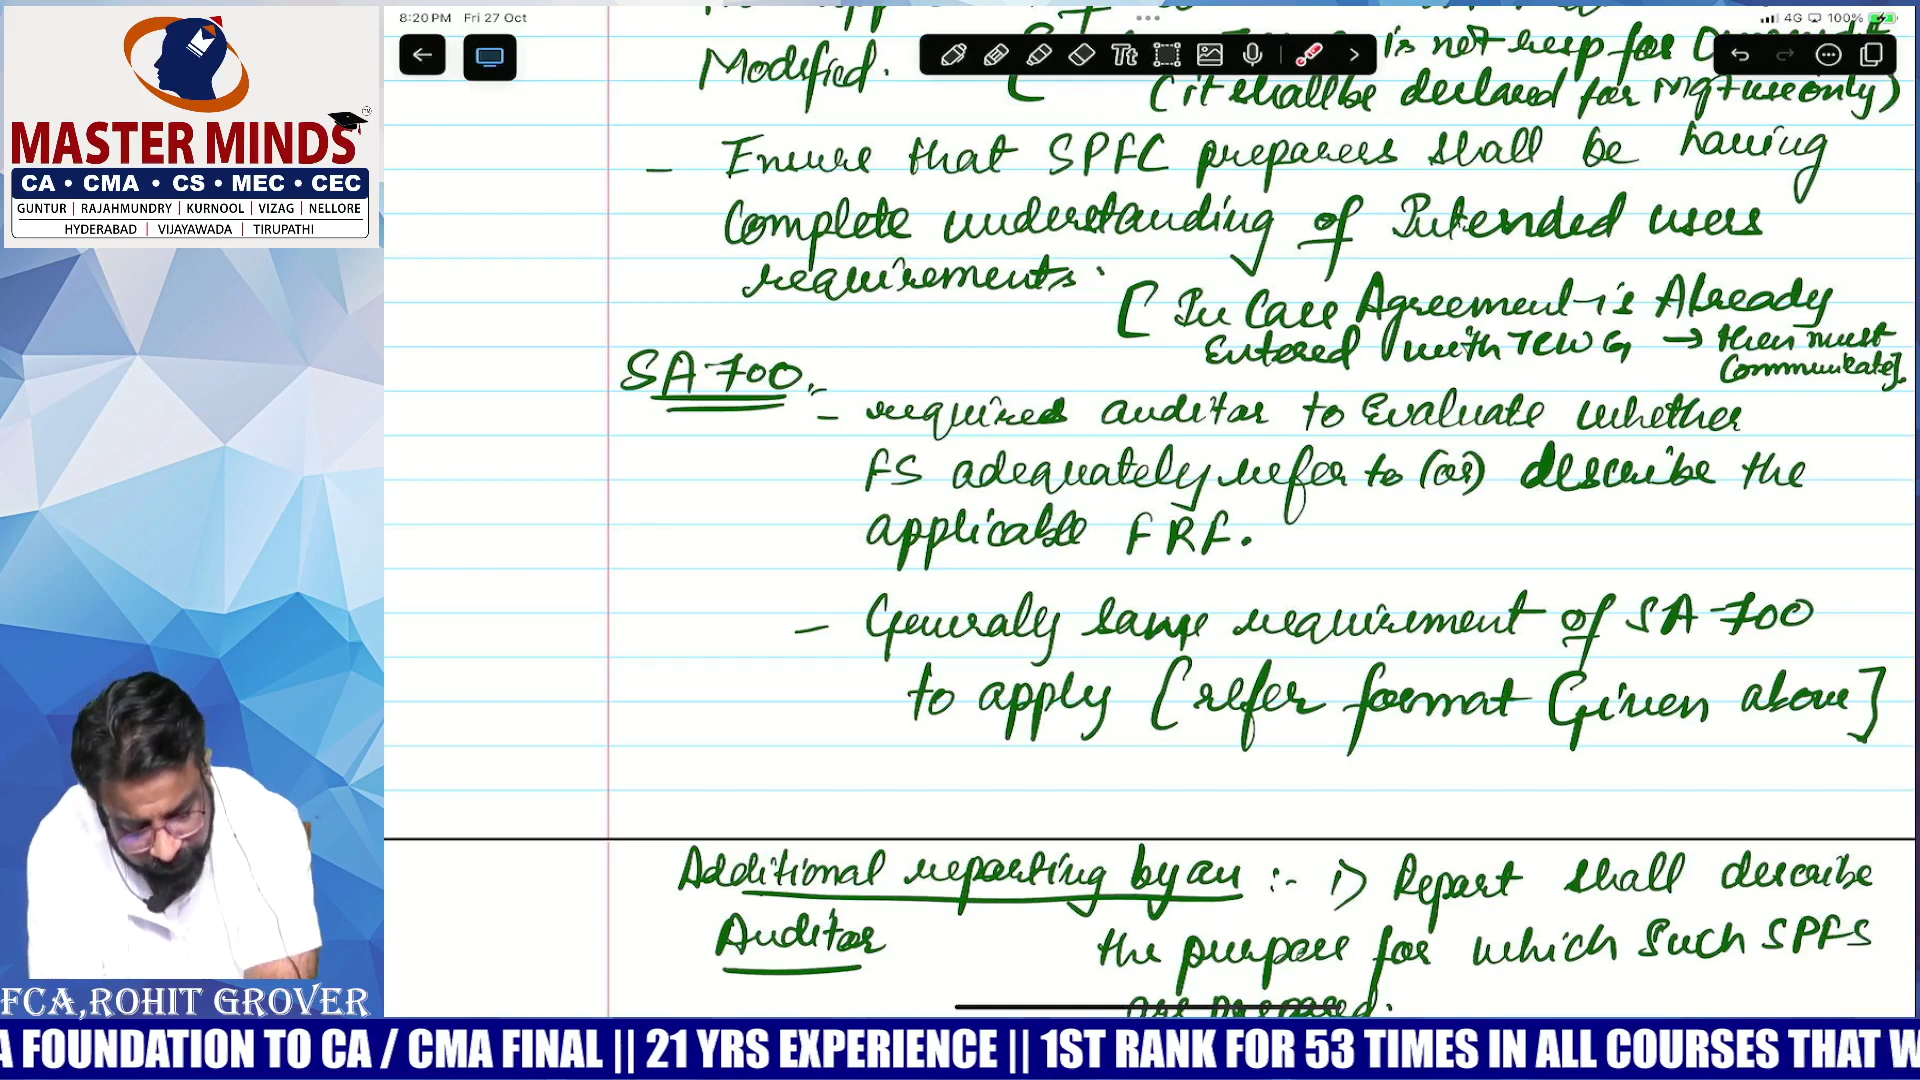 8:20 PM Fri 27 Oct
4G 100%
Modified.
is not resp for
(it shall be declared for mgt use only)
MASTER MINDS
CA • CMA • CS • MEC • CEC
GUNTUR | RAJAHMUNDRY | KURNOOL | VIZAG | NELLORE
HYDERABAD | VIJAYAWADA | TIRUPATHI
Tt
- Ensure that SPFC preparers shall be having
complete understanding of Intended users
requirements.
[ In Case Agreement is Already
Entered with TCWG → then must
Communicate].
SA 700 :-
- required auditor to Evaluate whether
FS adequately refer to (or) describe the
applicable FRF.
- Generally same requirement of SA 700
to apply [refer format Given above]
Additional reporting by an :- i) Report shall describe
Auditor
the purpose for which such SPFS
are prepared.
FCA,ROHIT GROVER
A FOUNDATION TO CA / CMA FINAL || 21 YRS EXPERIENCE || 1ST RANK FOR 53 TIMES IN ALL COURSES THAT W